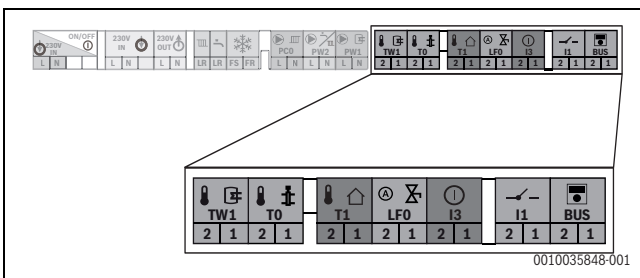 ON/OFF
230V IN
230V IN
230V OUT
PC0 PW2 PW1
TW1 T0 T1 LF0 I3 I1 BUS
L N L N L N LR LR FS FR L N L N L N 2 1 2 1 2 1 2 1 2 1 2 1 2 1
A
TW1 T0 T1 LF0 I3 I1 BUS
2 1 2 1 2 1 2 1 2 1 2 1 2 1
0010035848-001